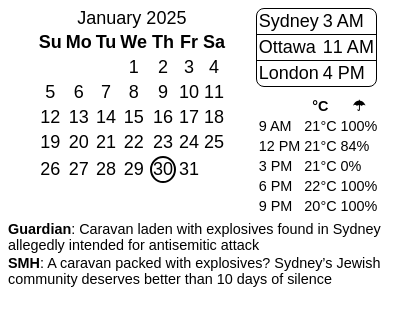 January 2025
Su Mo Tu We Th Fr Sa
1 2 3 4
5 6 7 8 9 10 11
12 13 14 15 16 17 18
19 20 21 22 23 24 25
26 27 28 29 30 31
Sydney 3 AM
Ottawa 11 AM
London 4 PM
°C ☂
9 AM 21°C 100%
12 PM 21°C 84%
3 PM 21°C 0%
6 PM 22°C 100%
9 PM 20°C 100%
Guardian: Caravan laden with explosives found in Sydney
allegedly intended for antisemitic attack
SMH: A caravan packed with explosives? Sydney's Jewish
community deserves better than 10 days of silence